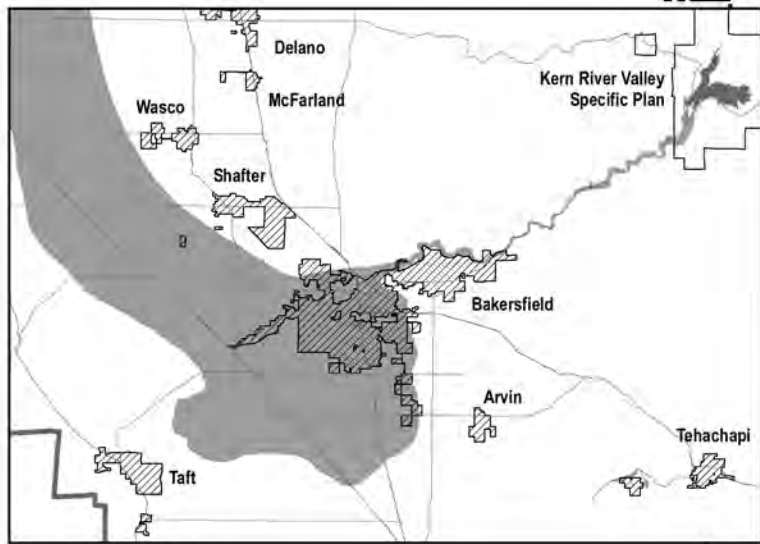 Delano
Kern River Valley
Specific Plan
McFarland
Wasco
Shafter
Bakersfield
Arvin
Tehachapi
Taft